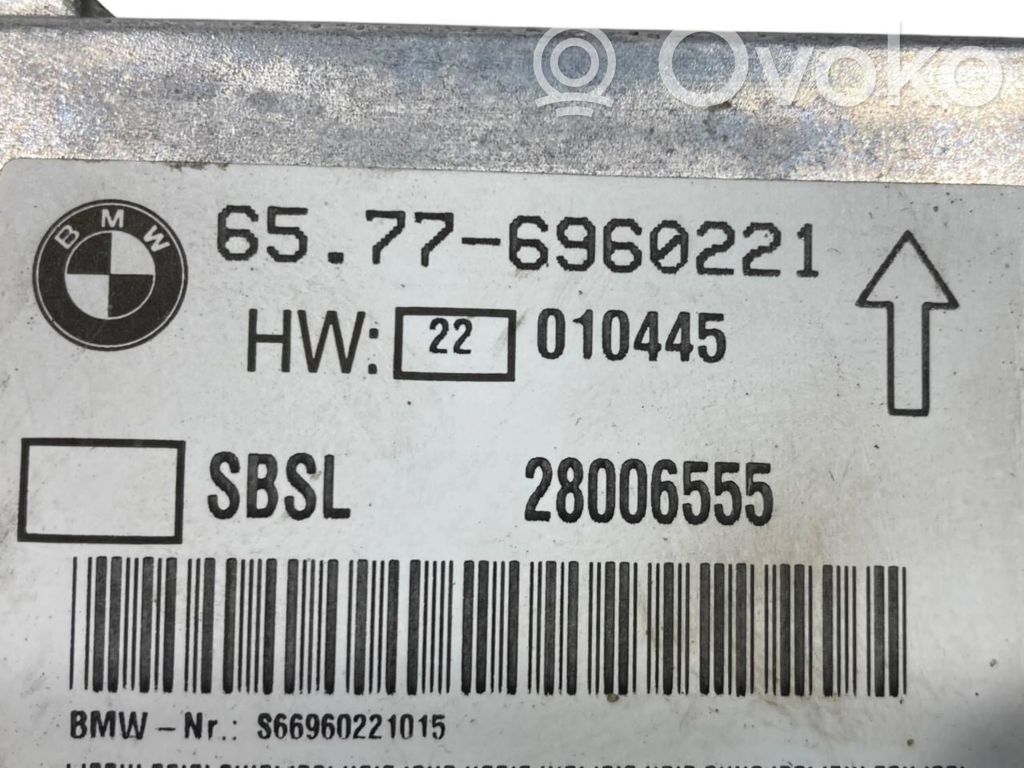 Ovoko
BMW
65.77-6960221
HW: 22 010445
SBSL 28006555
BMW-Nr.: S66960221015